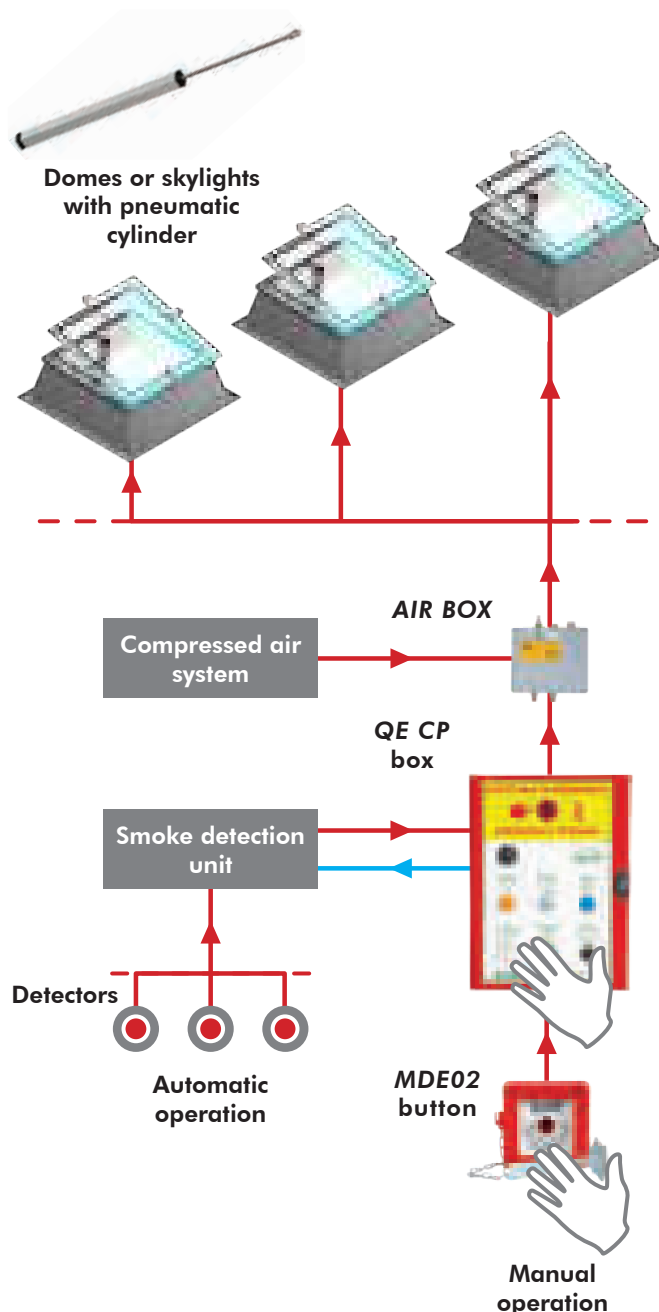 Domes or skylights
with pneumatic
cylinder
AIR BOX
Compressed air
system
QE CP
box
Smoke detection
unit
Detectors
Automatic
operation
MDE02
button
Manual
operation